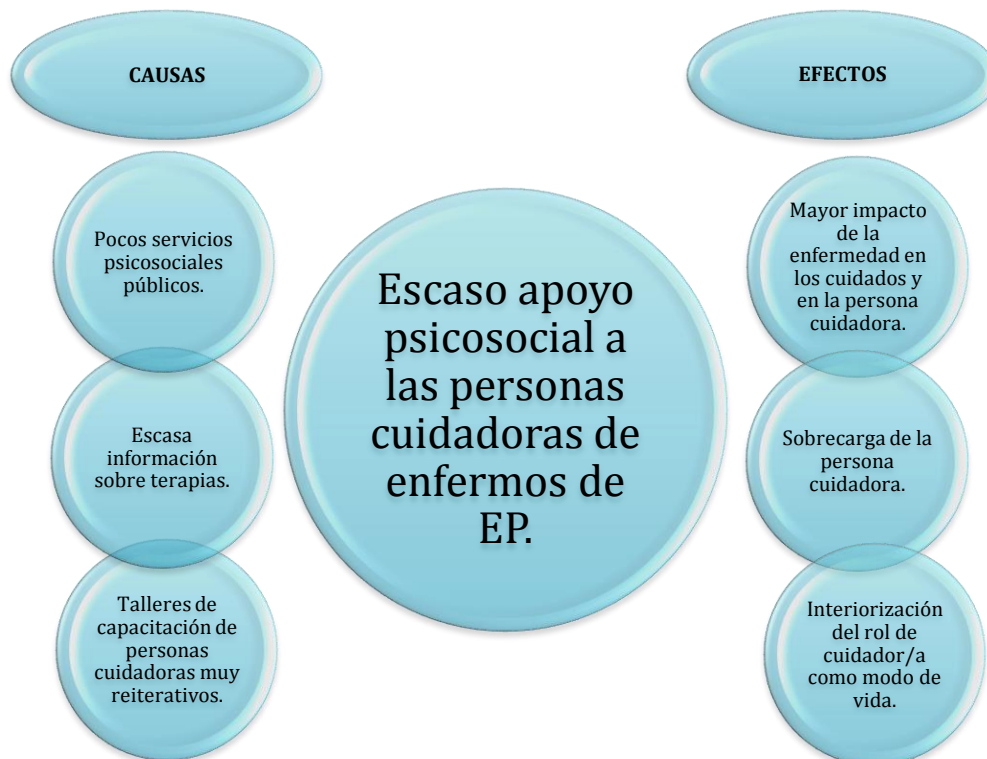 CAUSAS
Pocos servicios
psicosociales
públicos.
Escasa
información
sobre terapias.
Talleres de
capacitación de
personas
cuidadoras muy
reiterativos.
Escaso apoyo
psicosocial a
las personas
cuidadoras de
enfermos de
EP.
EFECTOS
Mayor impacto
de la
enfermedad en
los cuidados y
en la persona
cuidadora.
Sobrecarga de la
persona
cuidadora.
Interiorización
del rol de
cuidador/a
como modo de
vida.